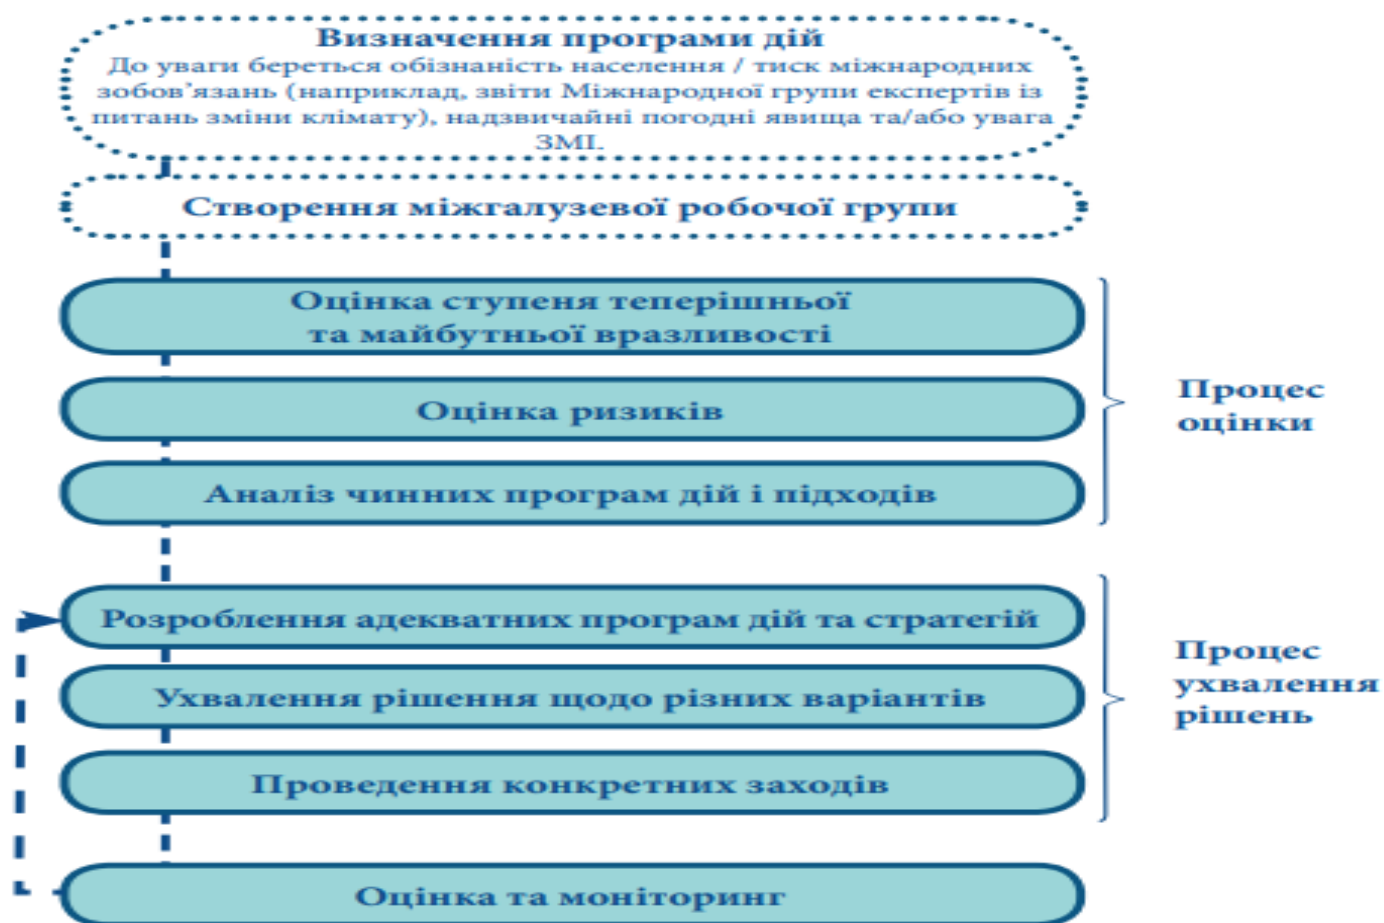 Визначення програми дій
До уваги береться обізнаність населення / тиск міжнародних
зобов’язань (наприклад, звіти Міжнародної групи експертів із
питань зміни клімату), надзвичайні погодні явища та/або увага
ЗМІ.
Створення міжгалузевої робочої групи
Оцінка ступеня теперішньої
та майбутньої вразливості
Оцінка ризиків
Аналіз чинних програм дій і підходів
Процес
оцінки
Розроблення адекватних програм дій та стратегій
Ухвалення рішення щодо різних варіантів
Проведення конкретних заходів
Процес
ухвалення
рішень
Оцінка та моніторинг